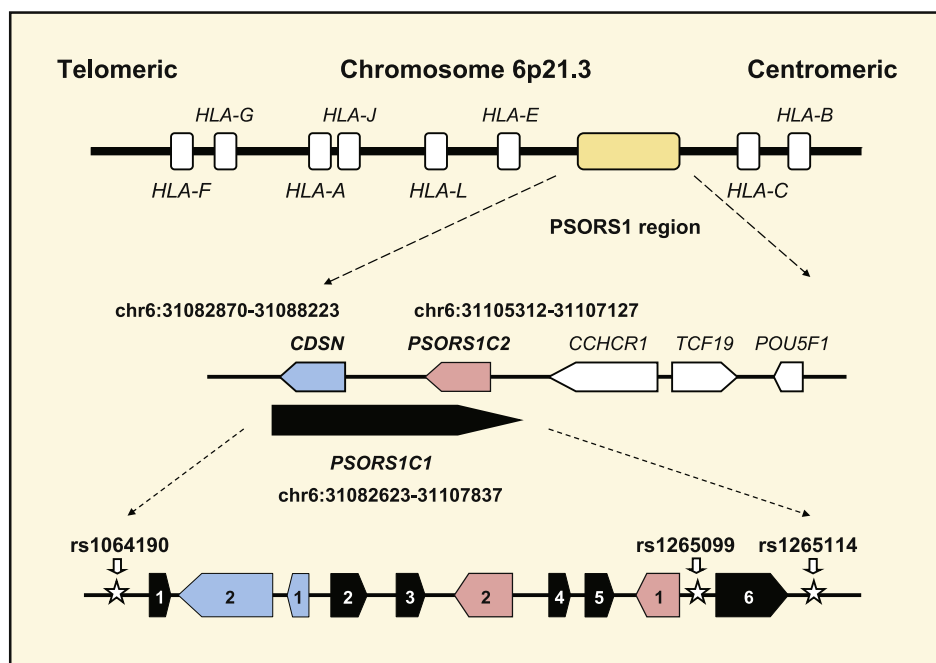 Telomeric Chromosome 6p21.3 Centromeric
HLA-G HLA-J HLA-E HLA-B
HLA-F HLA-A HLA-L HLA-C
PSORS1 region
chr6:31082870-31088223 chr6:31105312-31107127
CDSN PSORS1C2 CCHCR1 TCF19 POU5F1
PSORS1C1
chr6:31082623-31107837
rs1064190 rs1265099 rs1265114
1 2 1 2 3 2 4 5 1 6